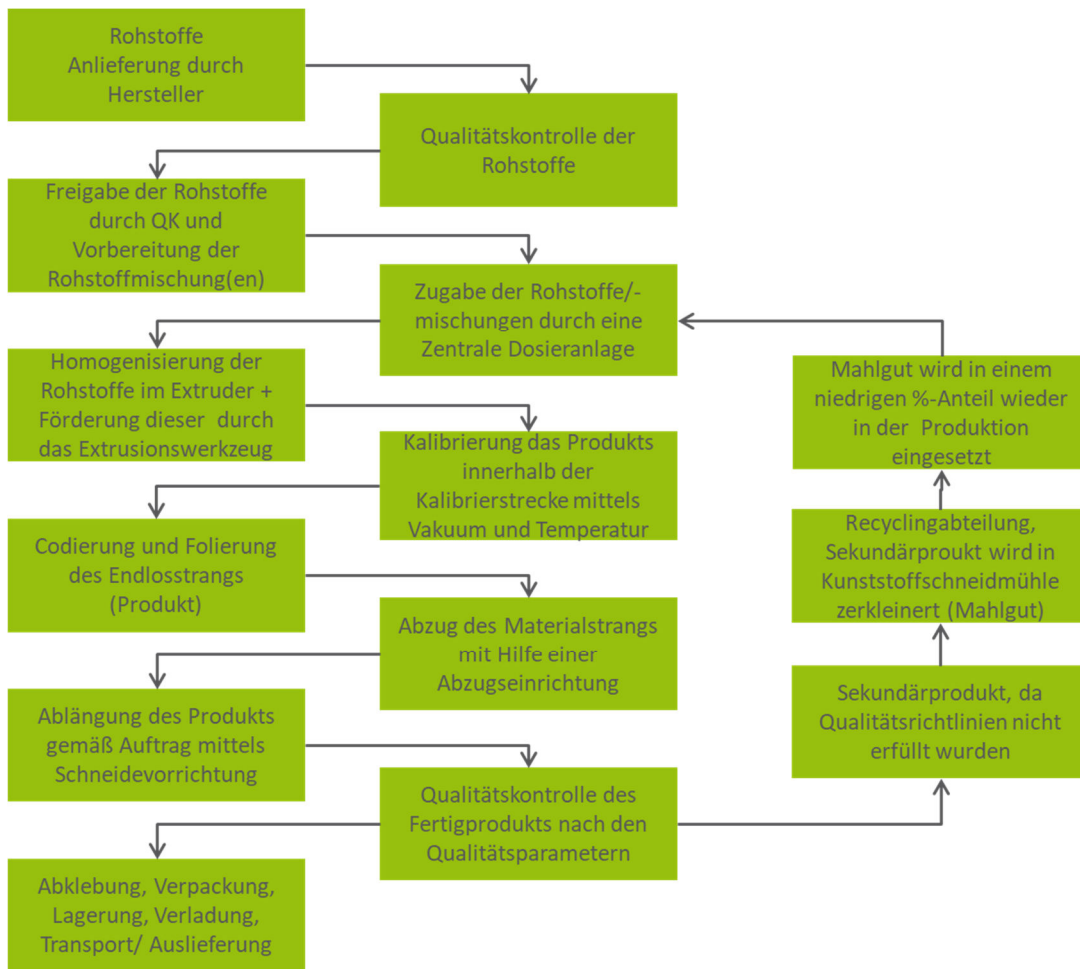 Rohstoffe
Anlieferung durch
Hersteller
Qualitätskontrolle der
Rohstoffe
Freigabe der Rohstoffe
durch QK und
Vorbereitung der
Rohstoffmischung(en)
Zugabe der Rohstoffe/-
mischungen durch eine
Zentrale Dosieranlage
Homogenisierung der
Rohstoffe im Extruder +
Förderung dieser durch
das Extrusionswerkzeug
Kalibrierung das Produkts
innerhalb der
Kalibrierstrecke mittels
Vakuum und Temperatur
Codierung und Folierung
des Endlosstrangs
(Produkt)
Abzug des Materialstrangs
mit Hilfe einer
Abzugseinrichtung
Ablängung des Produkts
gemäß Auftrag mittels
Schneidevorrichtung
Qualitätskontrolle des
Fertigprodukts nach den
Qualitätsparametern
Abklebung, Verpackung,
Lagerung, Verladung,
Transport/ Auslieferung
Sekundärprodukt, da
Qualitätsrichtlinien nicht
erfüllt wurden
Recyclingabteilung,
Sekundärproukt wird in
Kunststoffschneidmühle
zerkleinert (Mahlgut)
Mahlgut wird in einem
niedrigen %-Anteil wieder
in der Produktion
eingesetzt